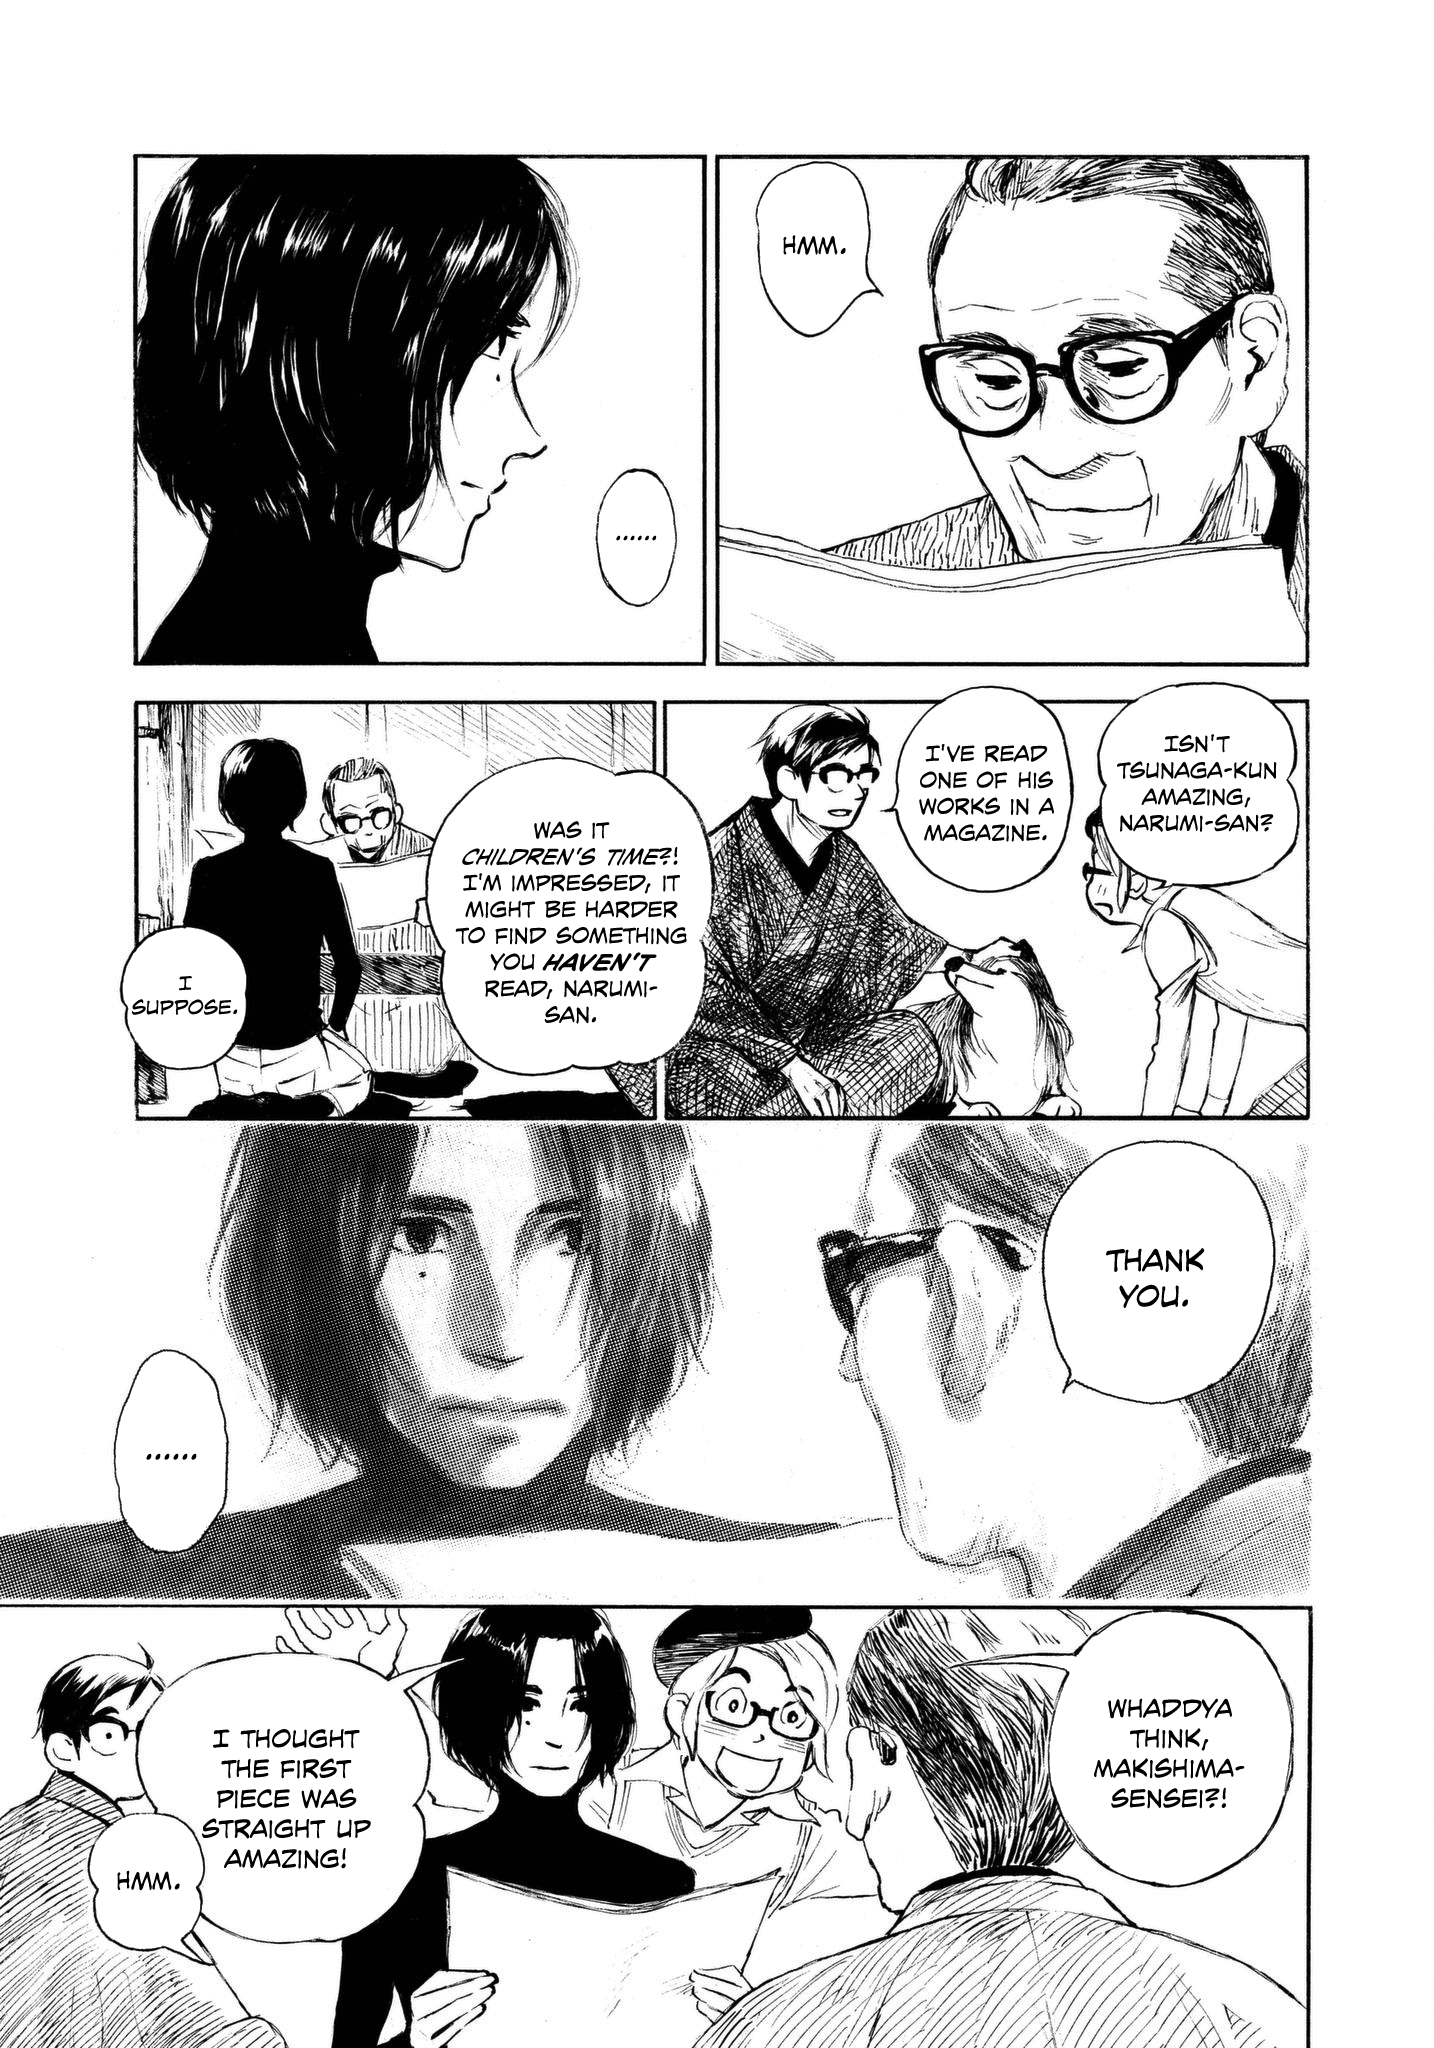 HMM.
......
ISN'T
TSUNAGA-KUN
AMAZING,
NARUMI-SAN?
I'VE READ
ONE OF HIS
WORKS IN A
MAGAZINE.
WAS IT
CHILDREN'S TIME?!
I'M IMPRESSED, IT
MIGHT BE HARDER
TO FIND SOMETHING
YOU HAVEN'T
READ, NARUMI-
SAN.
I
SUPPOSE.
THANK
YOU.
......
WHADDYA
THINK,
MAKISHIMA-
SENSEI?!
I THOUGHT
THE FIRST
PIECE WAS
STRAIGHT UP
AMAZING!
HMM.